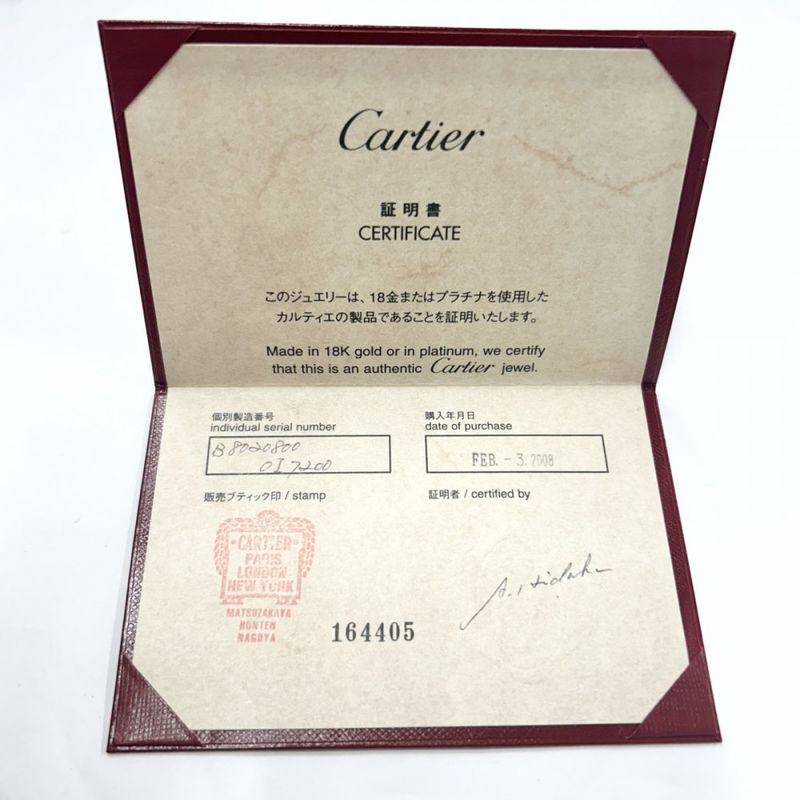 Cartier
証明書
CERTIFICATE
このジュエリーは、18金またはプラチナを使用した
カルティエの製品であることを証明いたします。
Made in 18K gold or in platinum, we certify
that this is an authentic Cartier jewel.
個別製造番号
individual serial number
B8020800
OI7200
購入年月日
date of purchase
FEB. - 3. 2008
販売ブティック印 / stamp
証明者 / certified by
CARTIER
PARIS
LONDON
NEW YORK
MATSUZAKAYA
HONTEN
NAGOYA
164405